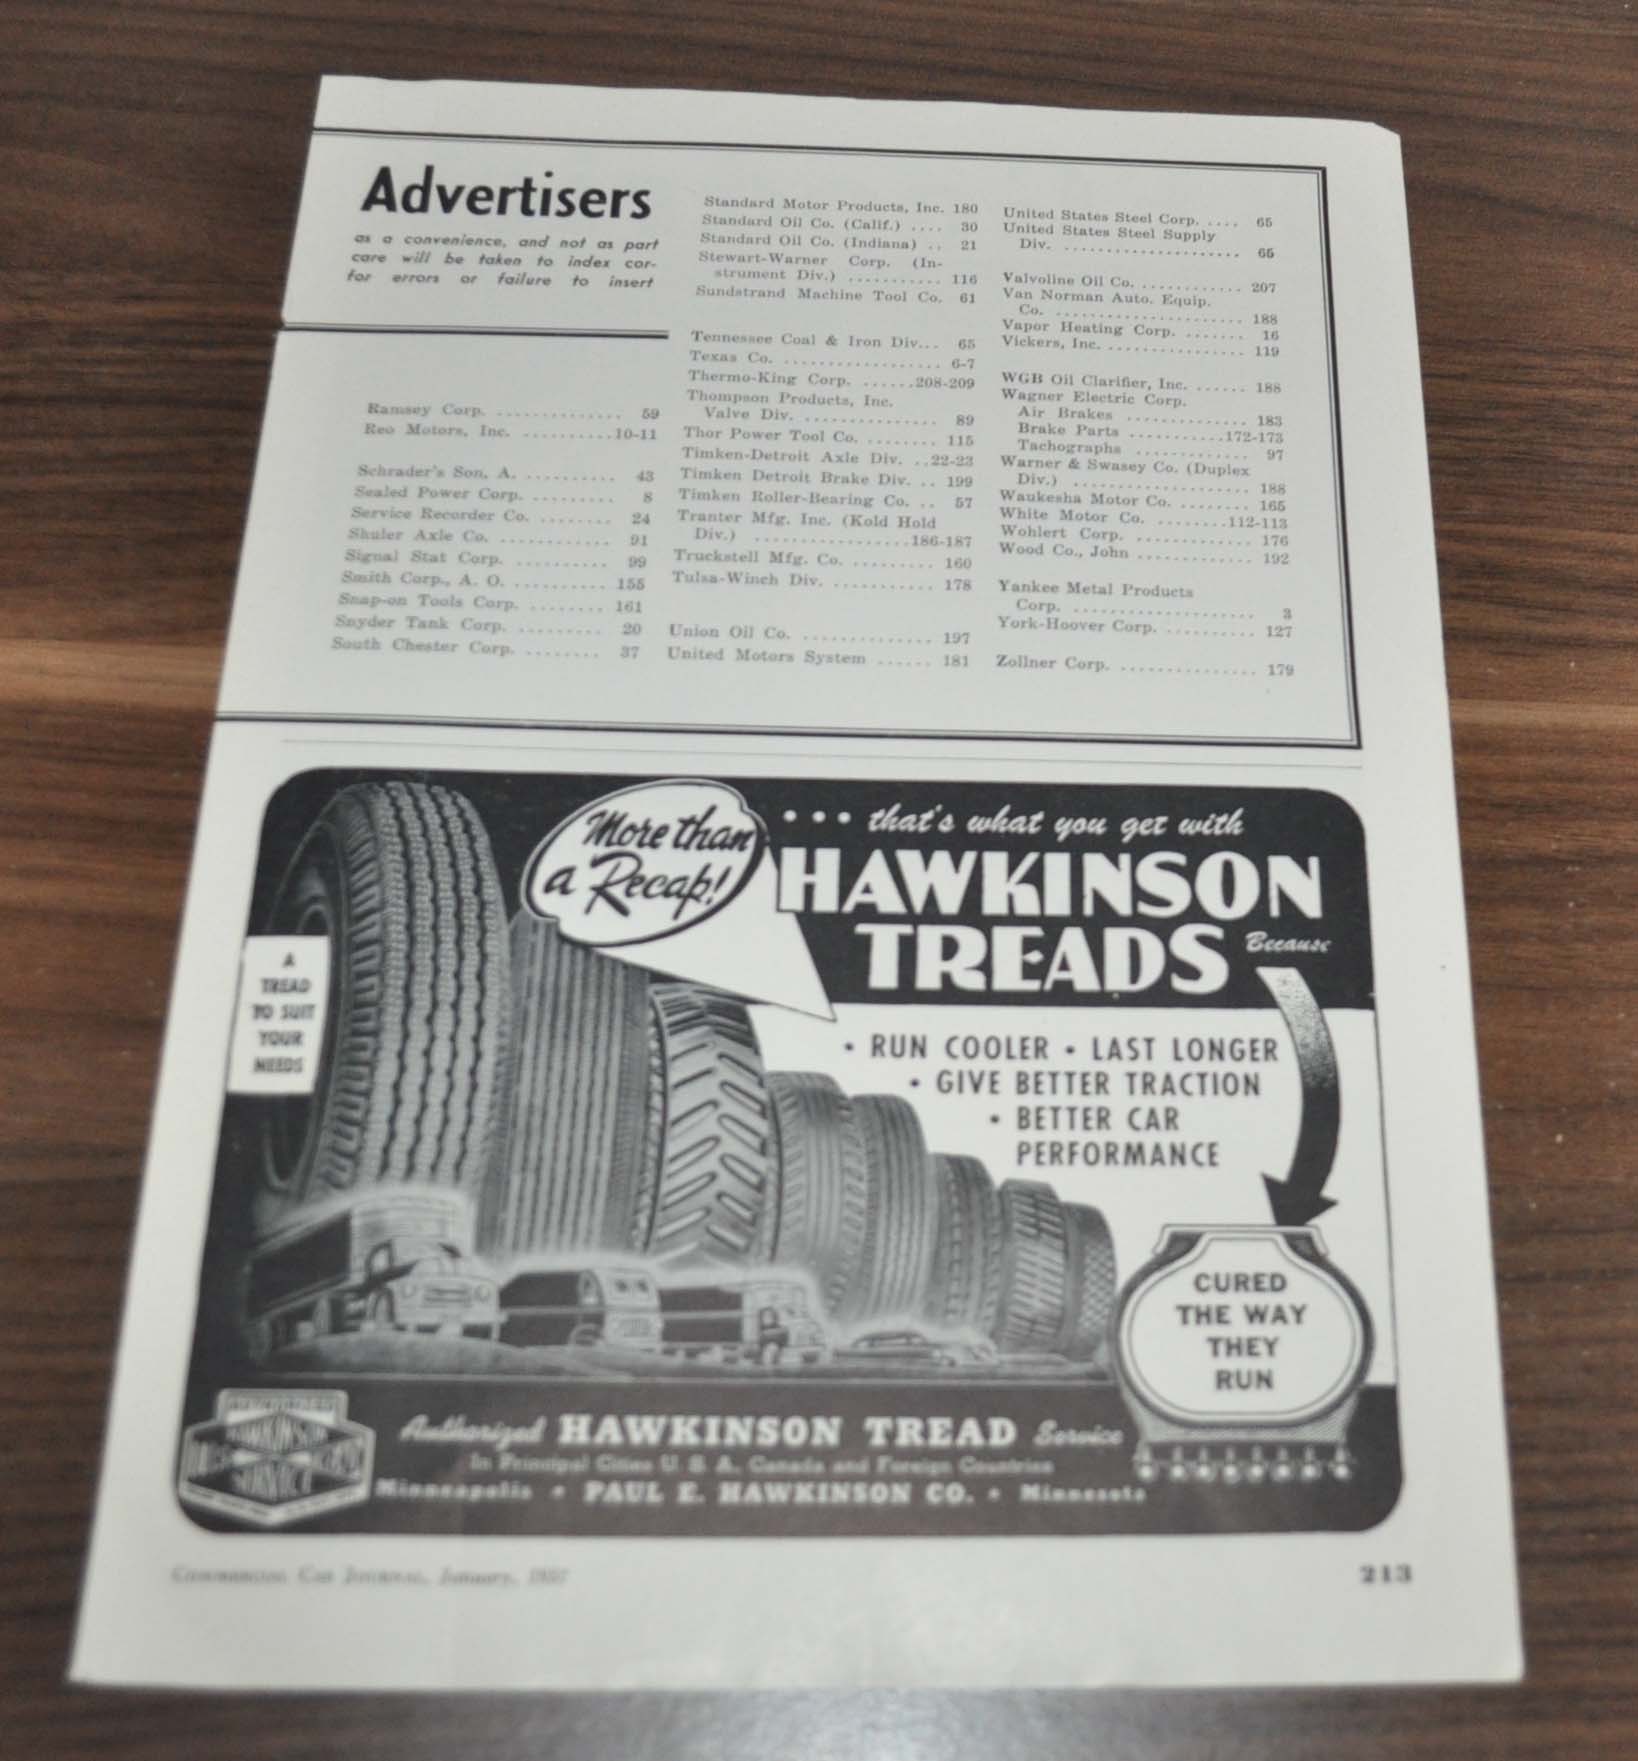 Advertisers
as a convenience, and not as part
care will be taken to index cor-
for errors or failure to insert
Ramsey Corp. .............. 59
Reo Motors, Inc. ..........10-11
Schrader's Son, A. .......... 43
Sealed Power Corp. ......... 8
Service Recorder Co. ........ 24
Shuler Axle Co. ............ 91
Signal Stat Corp. .......... 99
Smith Corp., A. O. .......... 155
Snap-on Tools Corp. ........ 161
Snyder Tank Corp. ......... 20
South Chester Corp. ........ 37
Standard Motor Products, Inc. 180
Standard Oil Co. (Calif.) .... 30
Standard Oil Co. (Indiana) .. 21
Stewart-Warner Corp. (In-
strument Div.) ........... 116
Sundstrand Machine Tool Co. 61
Tennessee Coal & Iron Div... 65
Texas Co. ................. 6-7
Thermo-King Corp. ......208-209
Thompson Products, Inc.
Valve Div. ............... 89
Thor Power Tool Co. ........ 115
Timken-Detroit Axle Div. ..22-23
Timken Detroit Brake Div. .. 199
Timken Roller-Bearing Co. .. 57
Tranter Mfg. Inc. (Kold Hold
Div.) .................186-187
Truckstell Mfg. Co. ......... 160
Tulsa-Winch Div. ........... 178
Union Oil Co. .............. 197
United Motors System ...... 181
United States Steel Corp. .... 65
United States Steel Supply
Div. .................... 65
Valvoline Oil Co. ............ 207
Van Norman Auto. Equip.
Co. ...................... 188
Vapor Heating Corp. ....... 16
Vickers, Inc. ................ 119
WGB Oil Clarifier, Inc. ...... 188
Wagner Electric Corp.
Air Brakes .............. 183
Brake Parts ...........172-173
Tachographs ............. 97
Warner & Swasey Co. (Duplex
Div.) .................... 188
Waukesha Motor Co. ........ 165
White Motor Co. ........112-113
Wohlert Corp. ............. 176
Wood Co., John ............. 192
Yankee Metal Products
Corp. ..................... 3
York-Hoover Corp. .......... 127
Zollner Corp. ................ 179
More than
a Recap!
... that's what you get with
HAWKINSON
TREADS Because
A
TREAD
TO SUIT
YOUR
NEEDS
• RUN COOLER • LAST LONGER
• GIVE BETTER TRACTION
• BETTER CAR
PERFORMANCE
CURED
THE WAY
THEY
RUN
Authorized HAWKINSON TREAD Service
In Principal Cities U. S. A., Canada and Foreign Countries
Minneapolis • PAUL E. HAWKINSON CO. • Minnesota
HAWKINSON
SERVICE
Commercial Car Journal, January, 1957
213